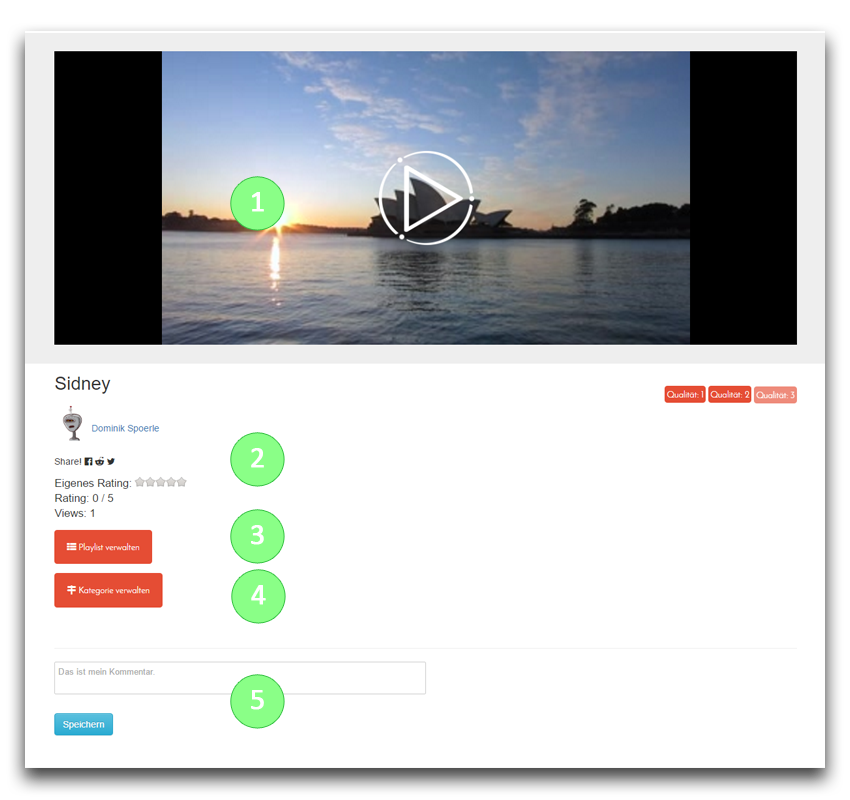 1
Sidney
Qualität: 1 Qualität: 2 Qualität: 3
Dominik Spoerle
2
Share!
Eigenes Rating:
Rating: 0 / 5
Views: 1
3
Playlist verwalten
4
Kategorie verwalten
Das ist mein Kommentar.
5
Speichern